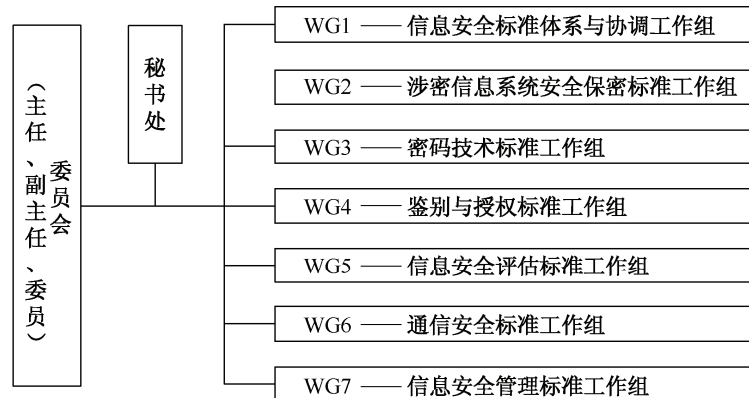 委员会
（主任、副主任、委员）
秘书处
WG1 —— 信息安全标准体系与协调工作组
WG2 —— 涉密信息系统安全保密标准工作组
WG3 —— 密码技术标准工作组
WG4 —— 鉴别与授权标准工作组
WG5 —— 信息安全评估标准工作组
WG6 —— 通信安全标准工作组
WG7 —— 信息安全管理标准工作组